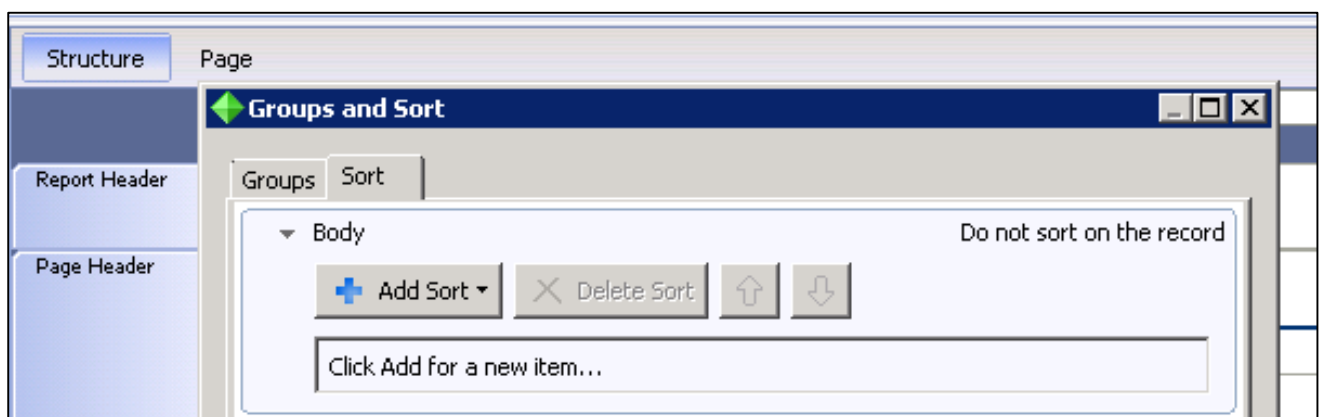 Structure Page
Groups and Sort
Report Header
Groups Sort
Body Do not sort on the record
Page Header
Add Sort Delete Sort
Click Add for a new item...